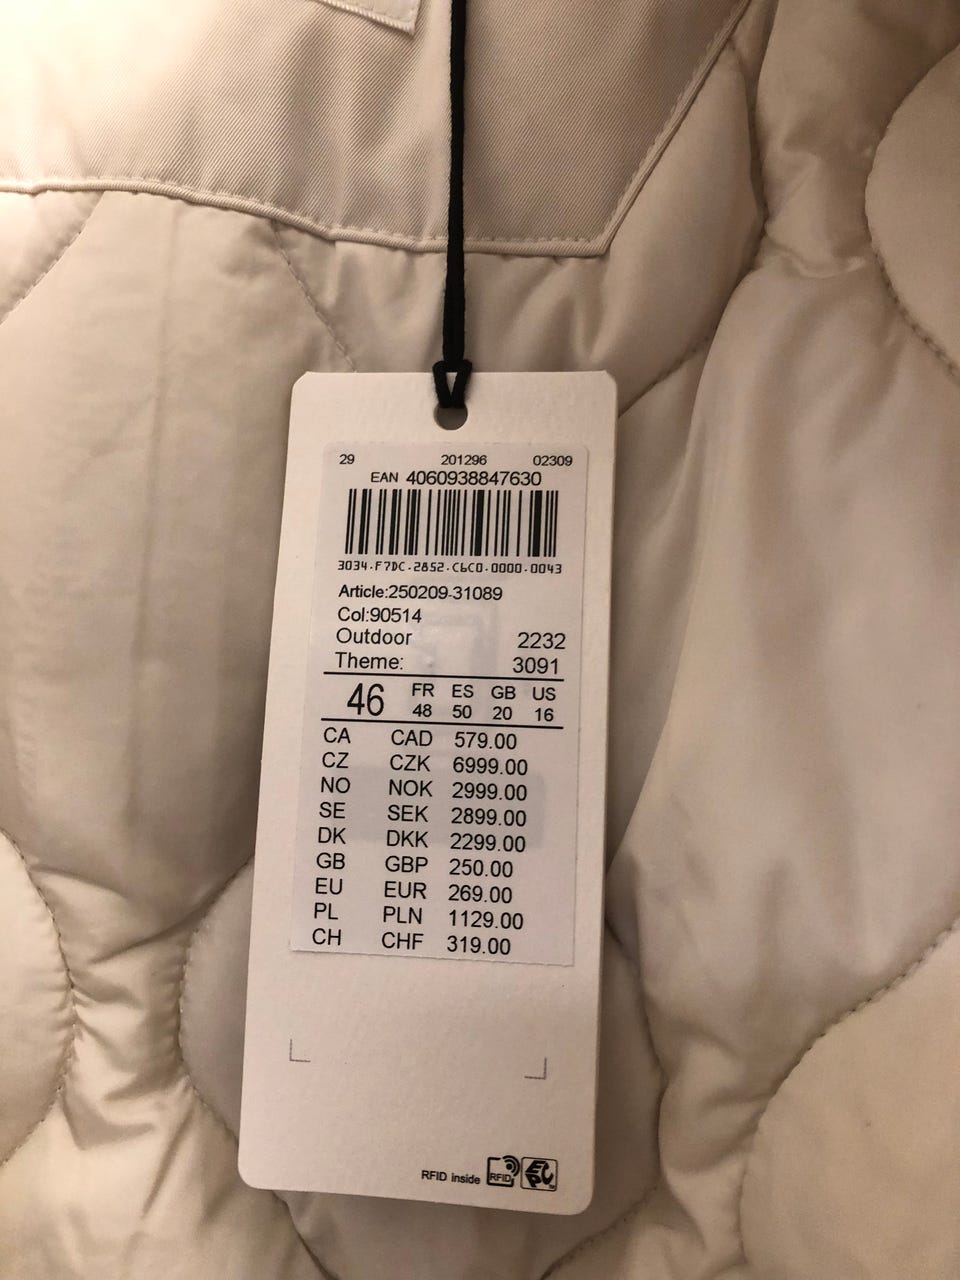 29 201296 02309
EAN 4060938847630
3034.F7DC.2852.C6C0.0000.0043
Article:250209-31089
Col:90514
Outdoor 2232
Theme: 3091
46 FR ES GB US
48 50 20 16
CA CAD 579.00
CZ CZK 6999.00
NO NOK 2999.00
SE SEK 2899.00
DK DKK 2299.00
GB GBP 250.00
EU EUR 269.00
PL PLN 1129.00
CH CHF 319.00
RFID inside RFID EPC